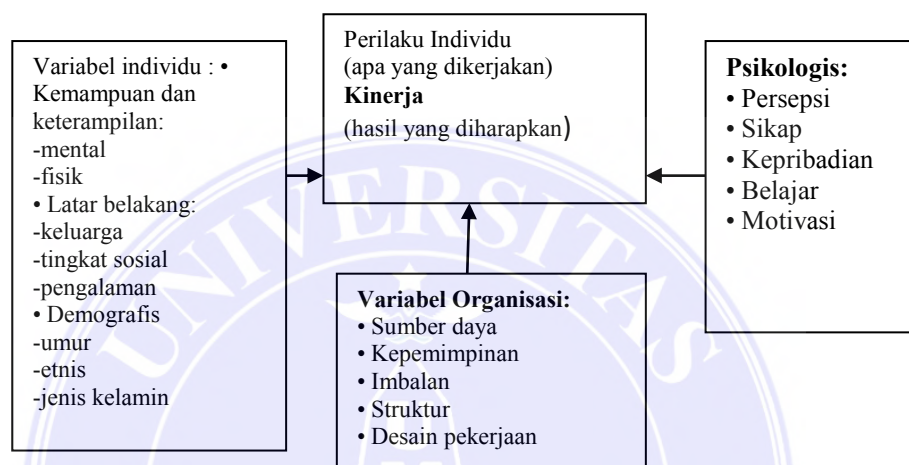 Variabel individu : •
Kemampuan dan
keterampilan:
-mental
-fisik
• Latar belakang:
-keluarga
-tingkat sosial
-pengalaman
• Demografis
-umur
-etnis
-jenis kelamin
Perilaku Individu
(apa yang dikerjakan)
Kinerja
(hasil yang diharapkan)
Psikologis:
• Persepsi
• Sikap
• Kepribadian
• Belajar
• Motivasi
Variabel Organisasi:
• Sumber daya
• Kepemimpinan
• Imbalan
• Struktur
• Desain pekerjaan
UNIVERSITAS